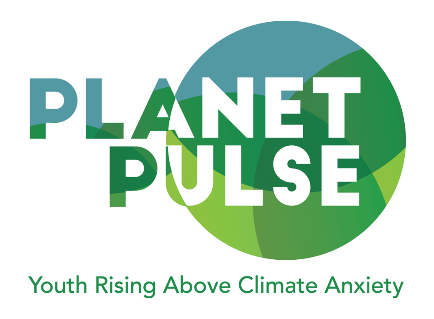 PLANET
PULSE
Youth Rising Above Climate Anxiety